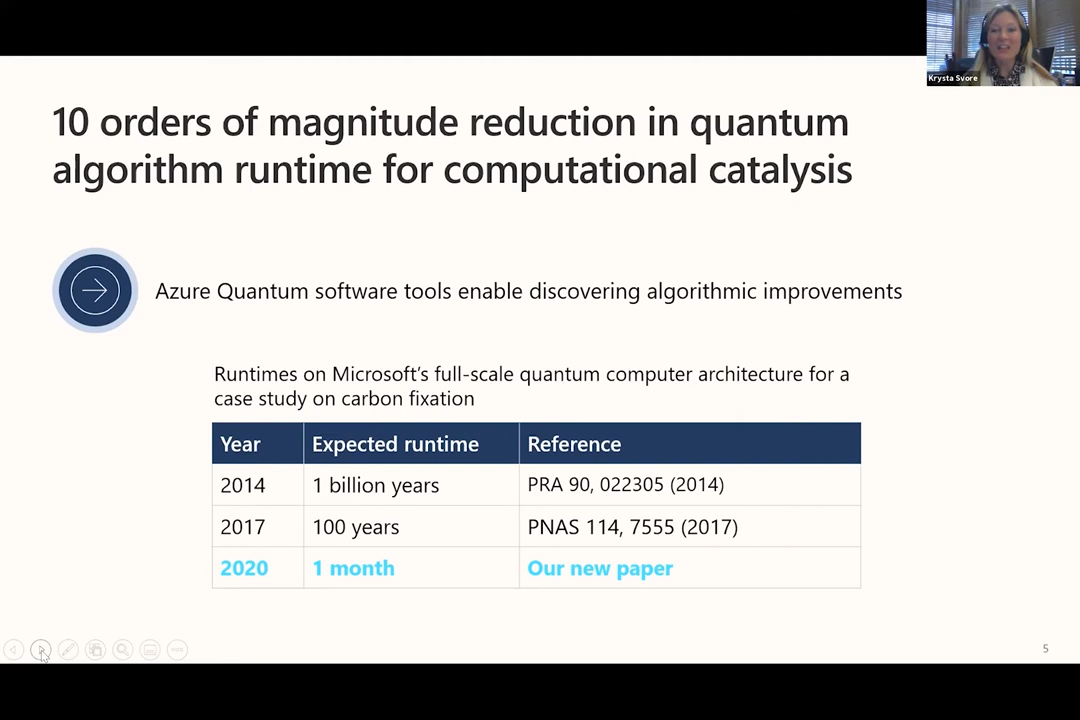 Krysta Svore
10 orders of magnitude reduction in quantum
algorithm runtime for computational catalysis
Azure Quantum software tools enable discovering algorithmic improvements
Runtimes on Microsoft's full-scale quantum computer architecture for a
case study on carbon fixation
Year Expected runtime Reference
2014 1 billion years PRA 90, 022305 (2014)
2017 100 years PNAS 114, 7555 (2017)
2020 1 month Our new paper
5